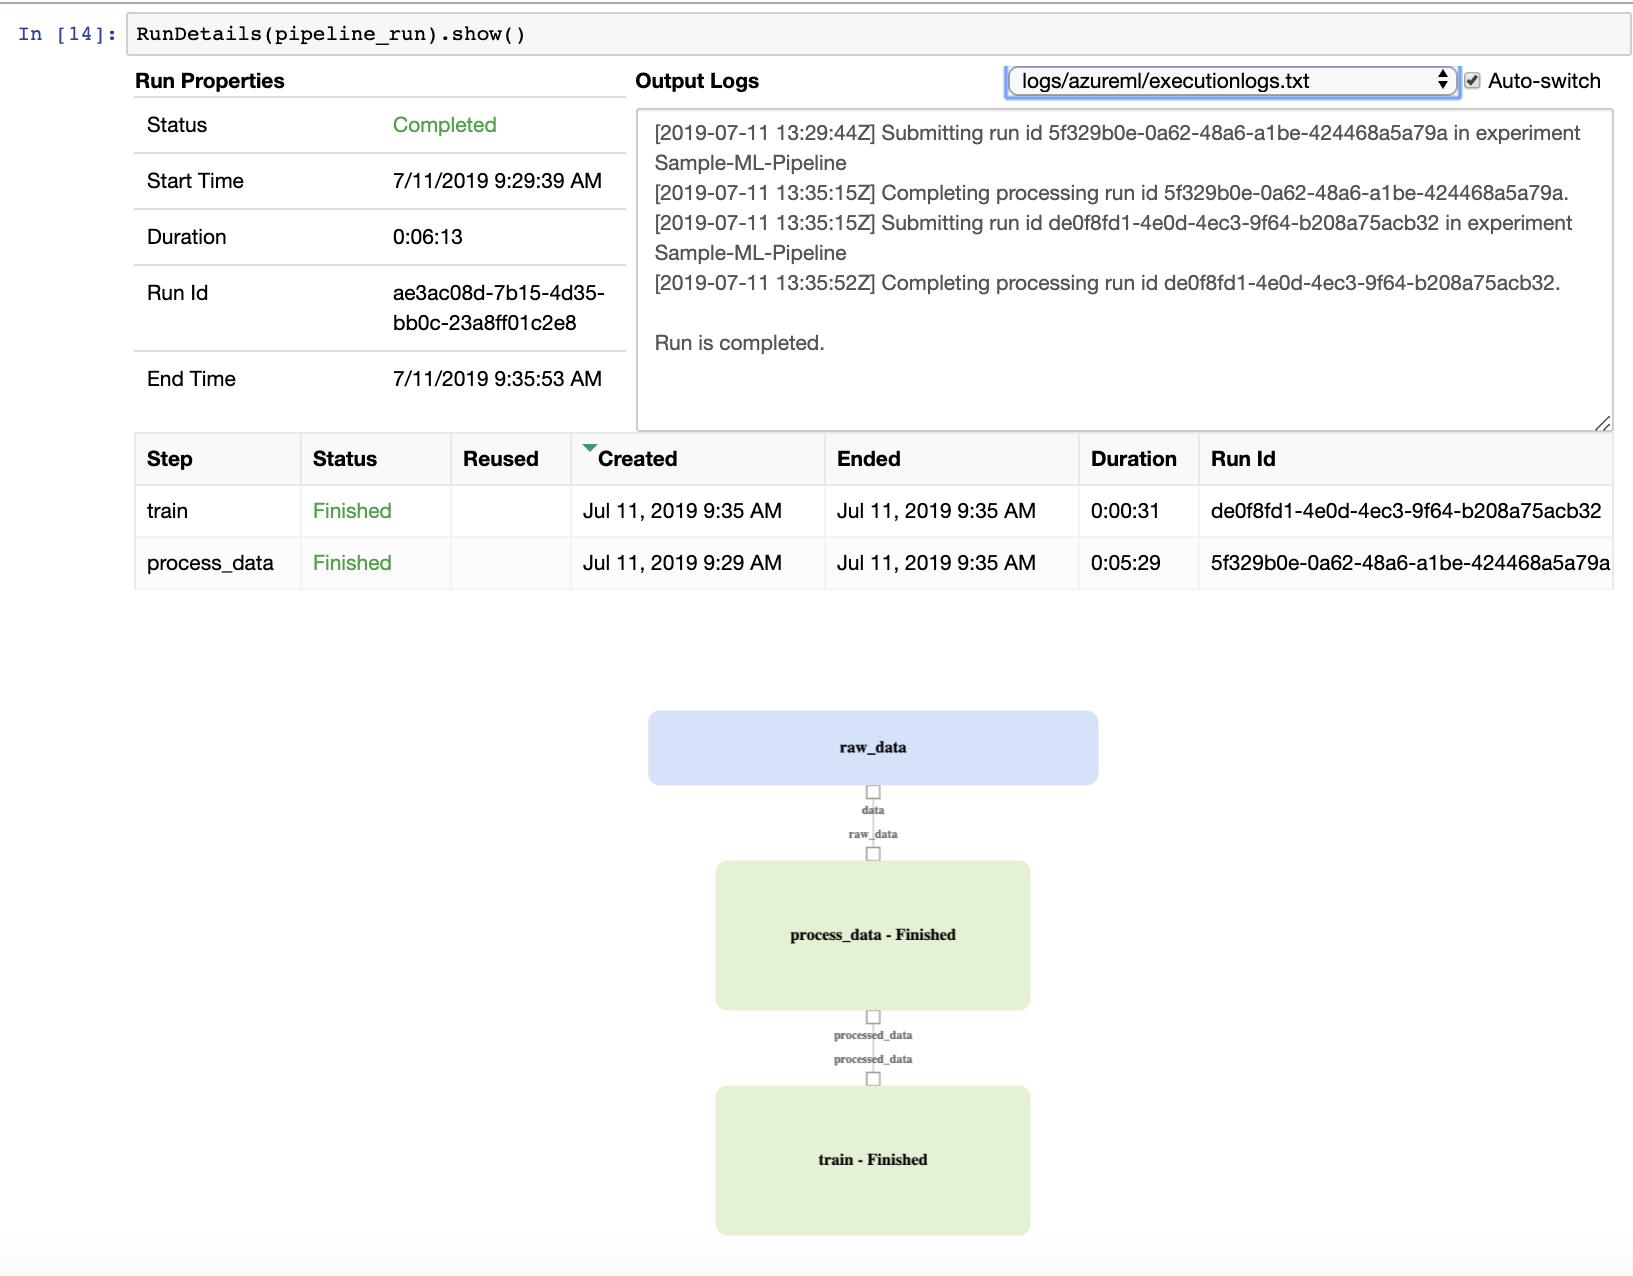 In [14]: RunDetails(pipeline_run).show()
Run Properties
Status Completed
Start Time 7/11/2019 9:29:39 AM
Duration 0:06:13
Run Id ae3ac08d-7b15-4d35-
bb0c-23a8ff01c2e8
End Time 7/11/2019 9:35:53 AM
Output Logs logs/azureml/executionlogs.txt Auto-switch
[2019-07-11 13:29:44Z] Submitting run id 5f329b0e-0a62-48a6-a1be-424468a5a79a in experiment
Sample-ML-Pipeline
[2019-07-11 13:35:15Z] Completing processing run id 5f329b0e-0a62-48a6-a1be-424468a5a79a.
[2019-07-11 13:35:15Z] Submitting run id de0f8fd1-4e0d-4ec3-9f64-b208a75acb32 in experiment
Sample-ML-Pipeline
[2019-07-11 13:35:52Z] Completing processing run id de0f8fd1-4e0d-4ec3-9f64-b208a75acb32.
Run is completed.
Step Status Reused Created Ended Duration Run Id
train Finished Jul 11, 2019 9:35 AM Jul 11, 2019 9:35 AM 0:00:31 de0f8fd1-4e0d-4ec3-9f64-b208a75acb32
process_data Finished Jul 11, 2019 9:29 AM Jul 11, 2019 9:35 AM 0:05:29 5f329b0e-0a62-48a6-a1be-424468a5a79a
raw_data
data
raw_data
process_data - Finished
processed_data
processed_data
train - Finished